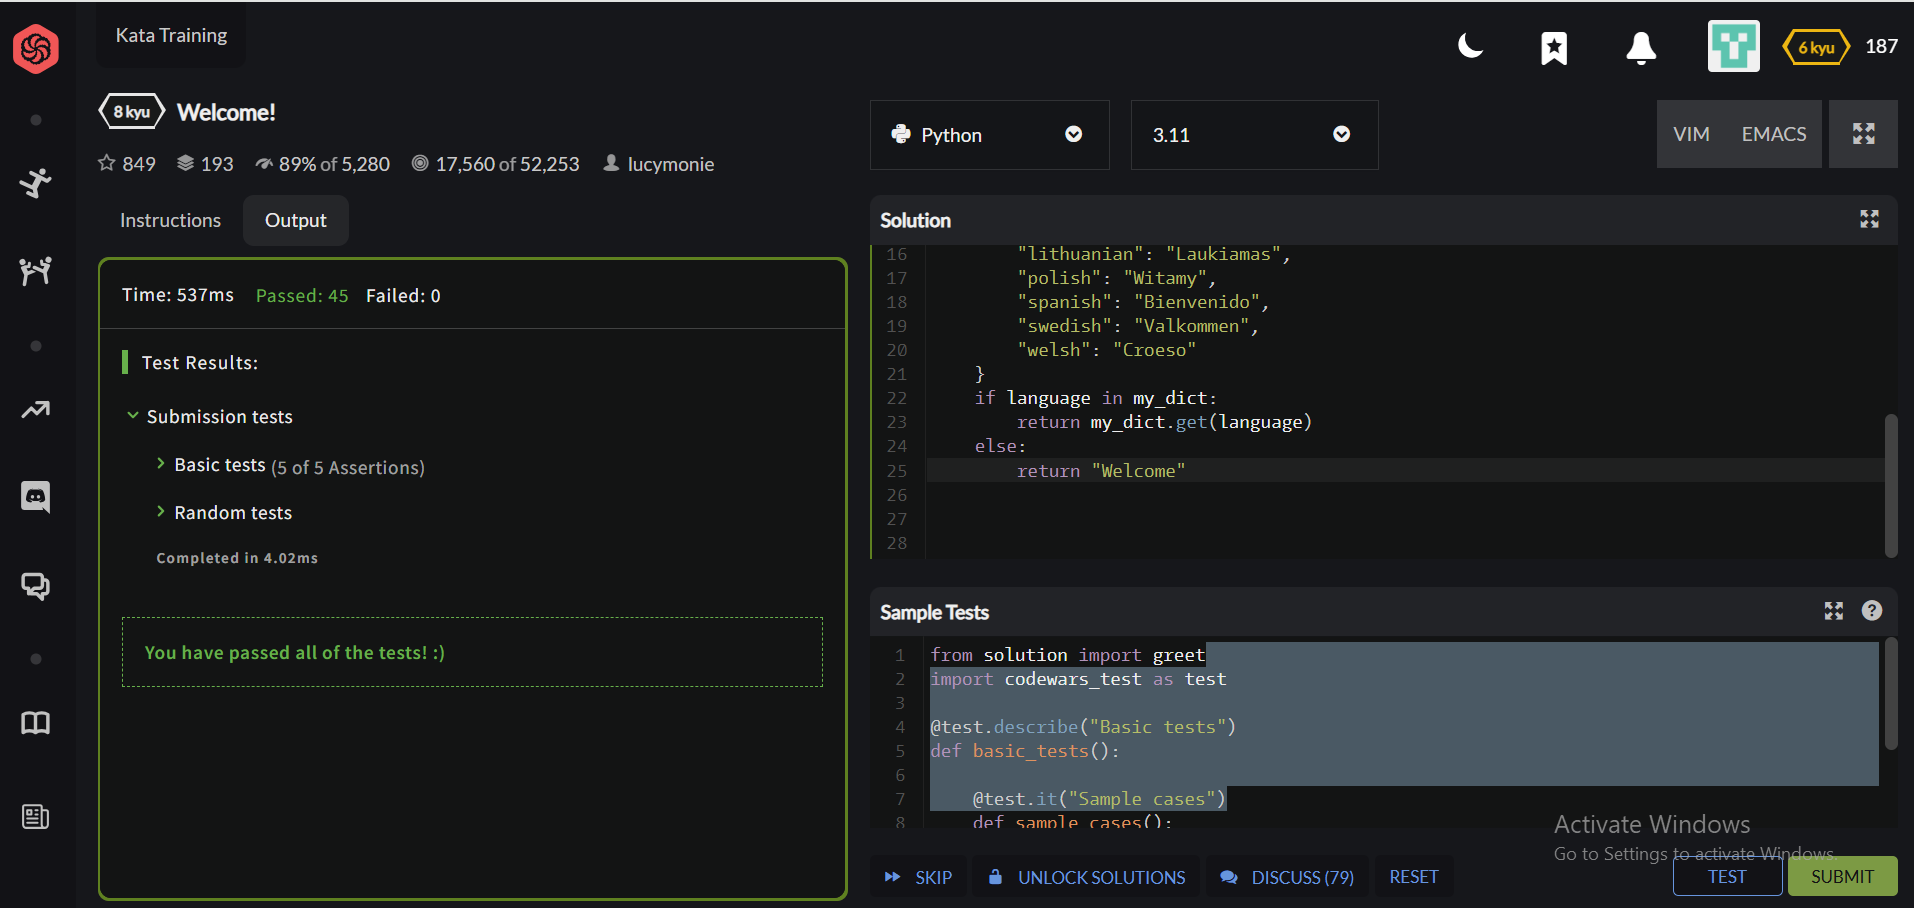 Kata Training
6 kyu 187
8 kyu Welcome!
849 193 89% of 5,280 17,560 of 52,253 lucymonie
Instructions Output
Time: 537ms Passed: 45 Failed: 0
Test Results:
Submission tests
Basic tests (5 of 5 Assertions)
Random tests
Completed in 4.02ms
You have passed all of the tests! :)
Python 3.11 VIM EMACS
Solution
16 "lithuanian": "Laukiamas",
17 "polish": "Witamy",
18 "spanish": "Bienvenido",
19 "swedish": "Valkommen",
20 "welsh": "Croeso"
21 }
22 if language in my_dict:
23 return my_dict.get(language)
24 else:
25 return "Welcome"
26
27
28
Sample Tests
1 from solution import greet
2 import codewars_test as test
3
4 @test.describe("Basic tests")
5 def basic_tests():
6
7 @test.it("Sample cases")
8 def sample_cases():
Activate Windows
Go to Settings to activate Windows.
SKIP UNLOCK SOLUTIONS DISCUSS (79) RESET TEST SUBMIT